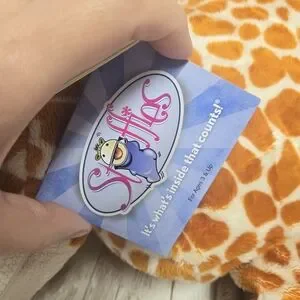 Stuffies
It's what's inside that counts!®
For Ages 3 & Up